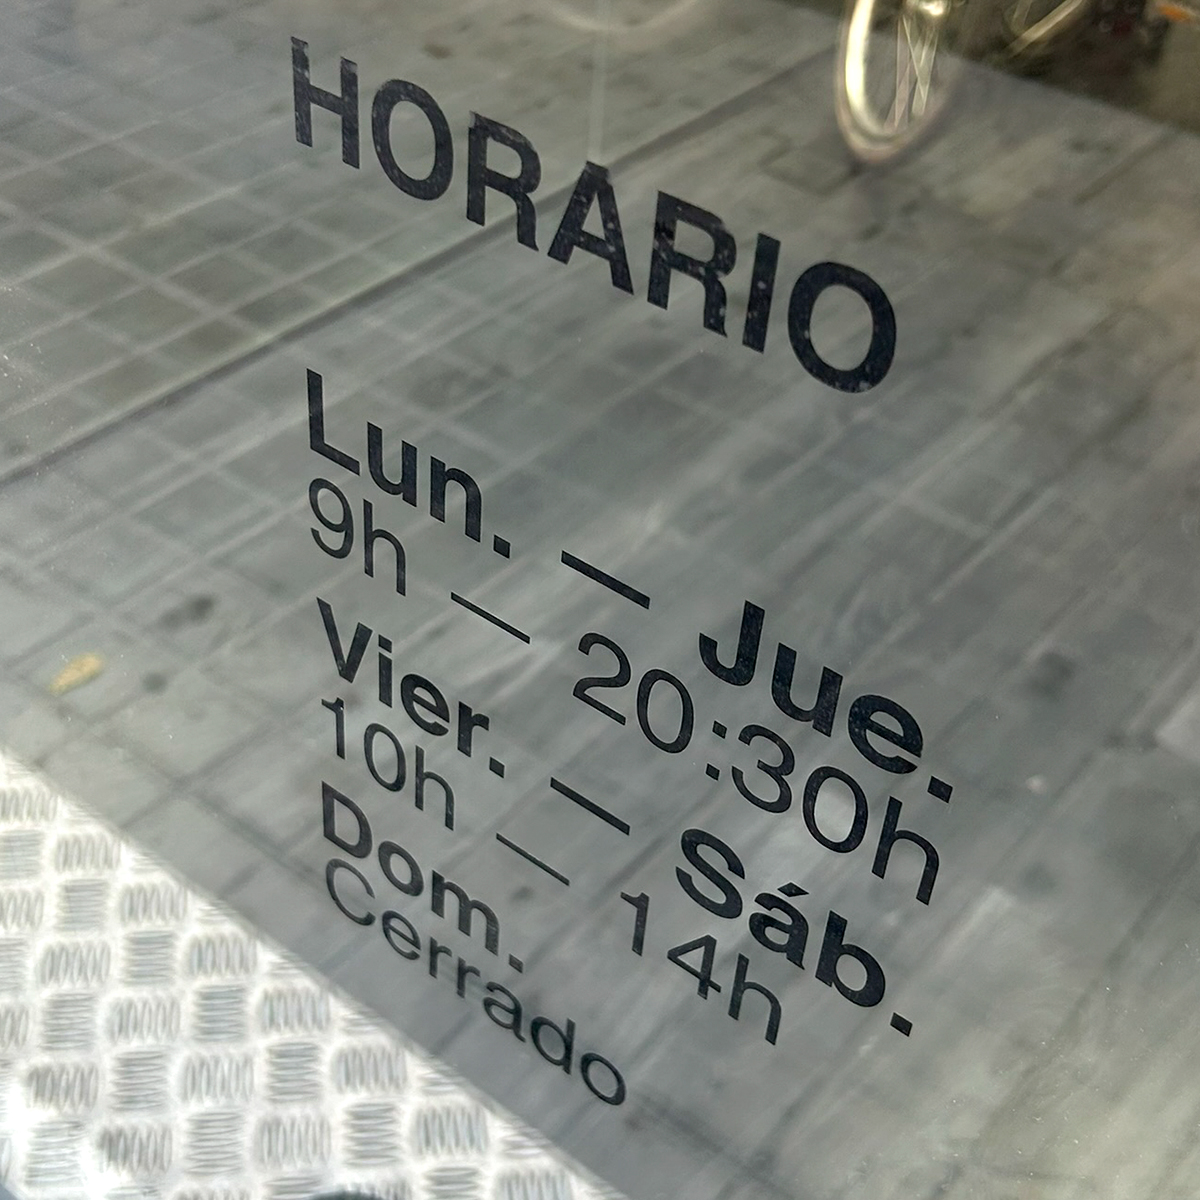 HORARIO
Lun. — Jue.
9h — 20:30h
Vier. — Sáb.
10h — 14h
Dom.
Cerrado